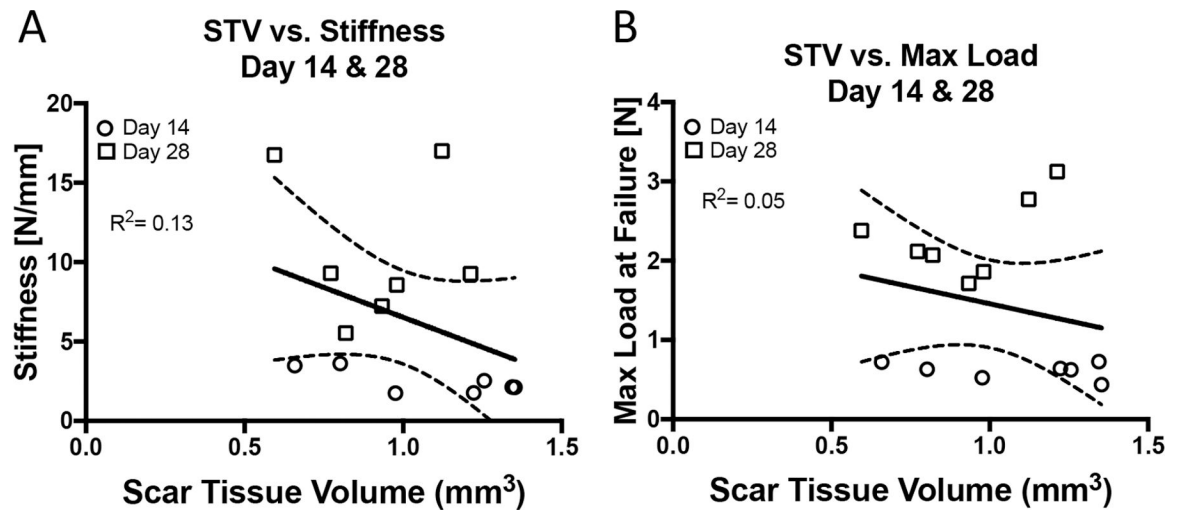 A
STV vs. Stiffness
Day 14 & 28
Stiffness [N/mm]
20
15
10
5
0
Day 14
Day 28
R²= 0.13
0.0
0.5
1.0
1.5
Scar Tissue Volume (mm³)
B
STV vs. Max Load
Day 14 & 28
Max Load at Failure [N]
4
3
2
1
0
Day 14
Day 28
R²= 0.05
0.0
0.5
1.0
1.5
Scar Tissue Volume (mm³)